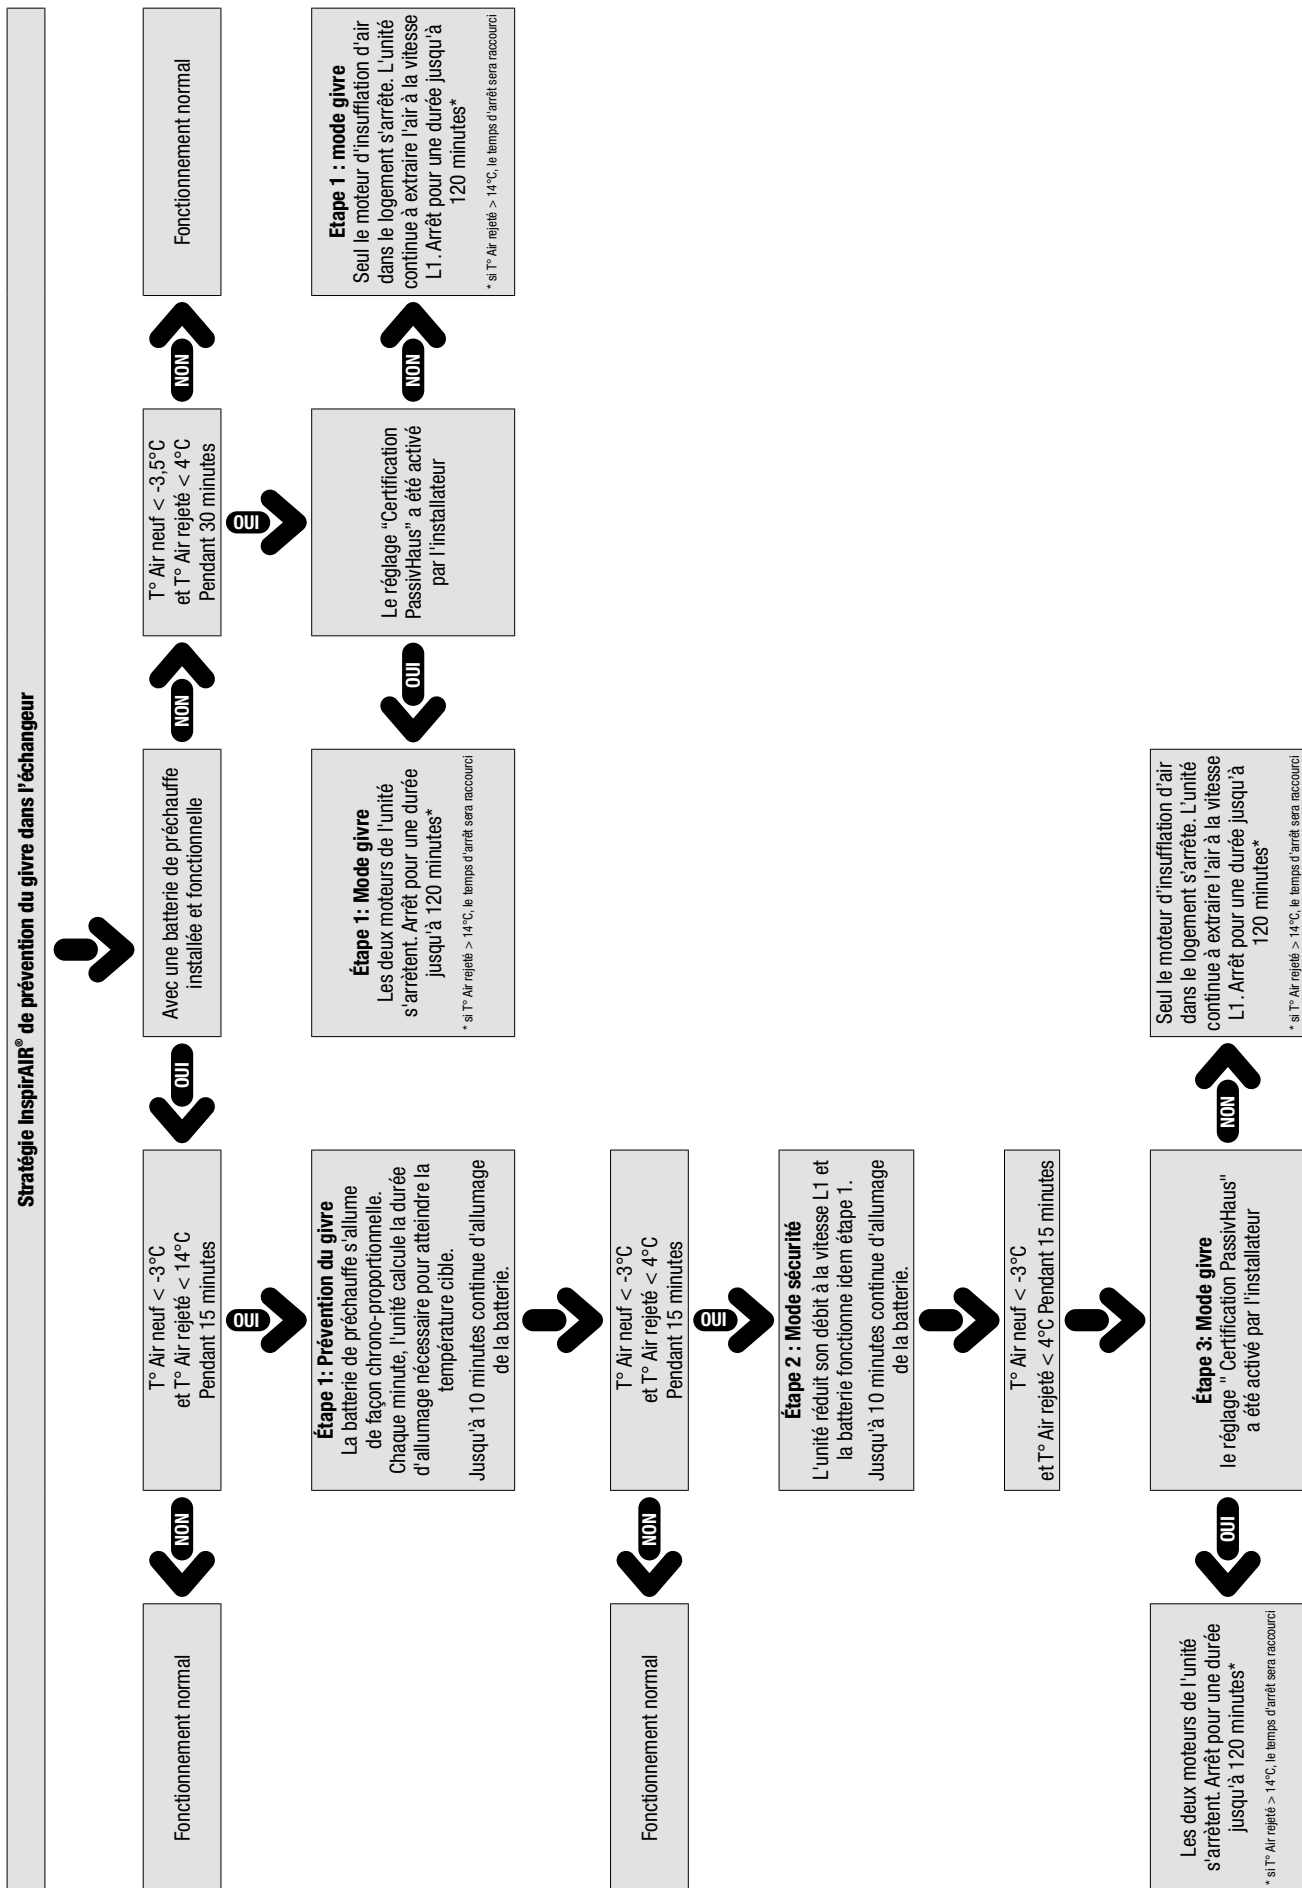 Stratégie InspirAIR® de prévention du givre dans l'échangeur
Avec une batterie de préchauffe
installée et fonctionnelle
OUI
NON
T° Air neuf < -3°C
et T° Air rejeté < 14°C
Pendant 15 minutes
NON
Fonctionnement normal
OUI
Étape 1: Prévention du givre
La batterie de préchauffe s'allume
de façon chrono-proportionnelle.
Chaque minute, l'unité calcule la durée
d'allumage nécessaire pour atteindre la
température cible.
Jusqu'à 10 minutes continue d'allumage
de la batterie.
T° Air neuf < -3°C
et T° Air rejeté < 4°C
Pendant 15 minutes
NON
Fonctionnement normal
OUI
Étape 2 : Mode sécurité
L'unité réduit son débit à la vitesse L1 et
la batterie fonctionne idem étape 1.
Jusqu'à 10 minutes continue d'allumage
de la batterie.
T° Air neuf < -3°C
et T° Air rejeté < 4°C Pendant 15 minutes
Étape 3: Mode givre
le réglage " Certification PassivHaus"
a été activé par l'installateur
OUI
Les deux moteurs de l'unité
s'arrètent. Arrêt pour une durée
jusqu'à 120 minutes*
* si T° Air rejeté > 14°C, le temps d'arrêt sera raccourci
NON
Seul le moteur d'insufflation d'air
dans le logement s'arrête. L'unité
continue à extraire l'air à la vitesse
L1. Arrêt pour une durée jusqu'à
120 minutes*
* si T° Air rejeté > 14°C, le temps d'arrêt sera raccourci
T° Air neuf < -3,5°C
et T° Air rejeté < 4°C
Pendant 30 minutes
NON
Fonctionnement normal
OUI
Le réglage “Certification
PassivHaus” a été activé
par l'installateur
OUI
Étape 1: Mode givre
Les deux moteurs de l'unité
s'arrètent. Arrêt pour une durée
jusqu'à 120 minutes*
* si T° Air rejeté > 14°C, le temps d'arrêt sera raccourci
NON
Etape 1 : mode givre
Seul le moteur d'insufflation d'air
dans le logement s'arrête. L'unité
continue à extraire l'air à la vitesse
L1. Arrêt pour une durée jusqu'à
120 minutes*
* si T° Air rejeté > 14°C, le temps d'arrêt sera raccourci